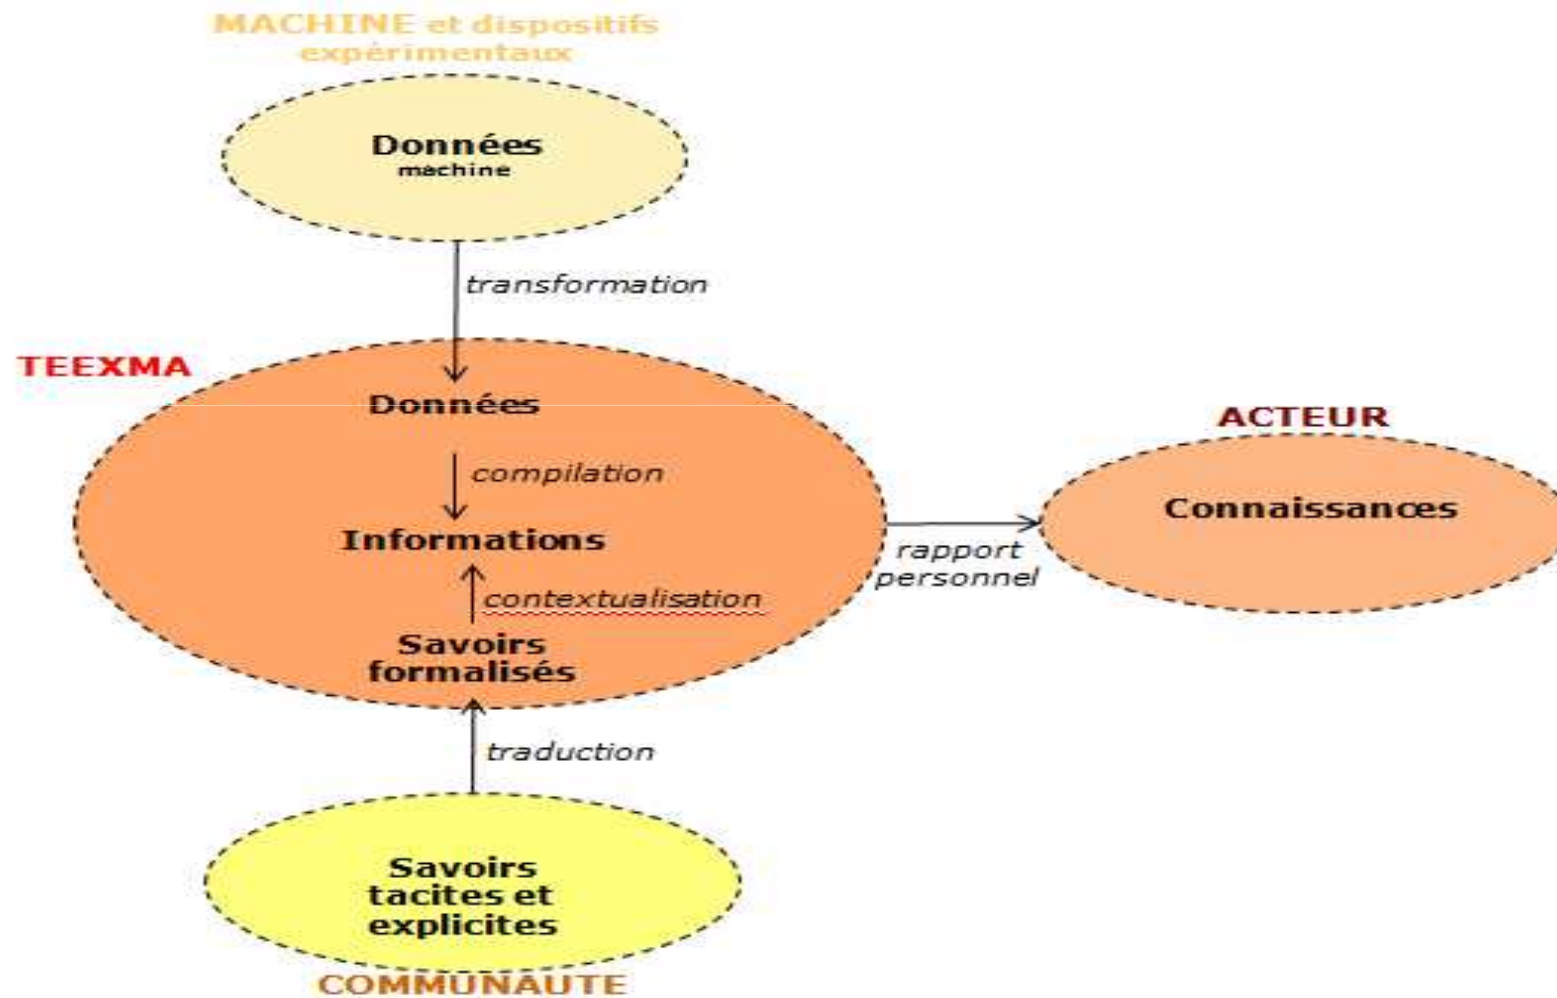 MACHINE et dispositifs
expérimentaux
Données
machine
transformation
TEEXMA
Données
compilation
Informations
contextualisation
Savoirs
formalisés
rapport
personnel
ACTEUR
Connaissances
traduction
Savoirs
tacites et
explicites
COMMUNAUTE